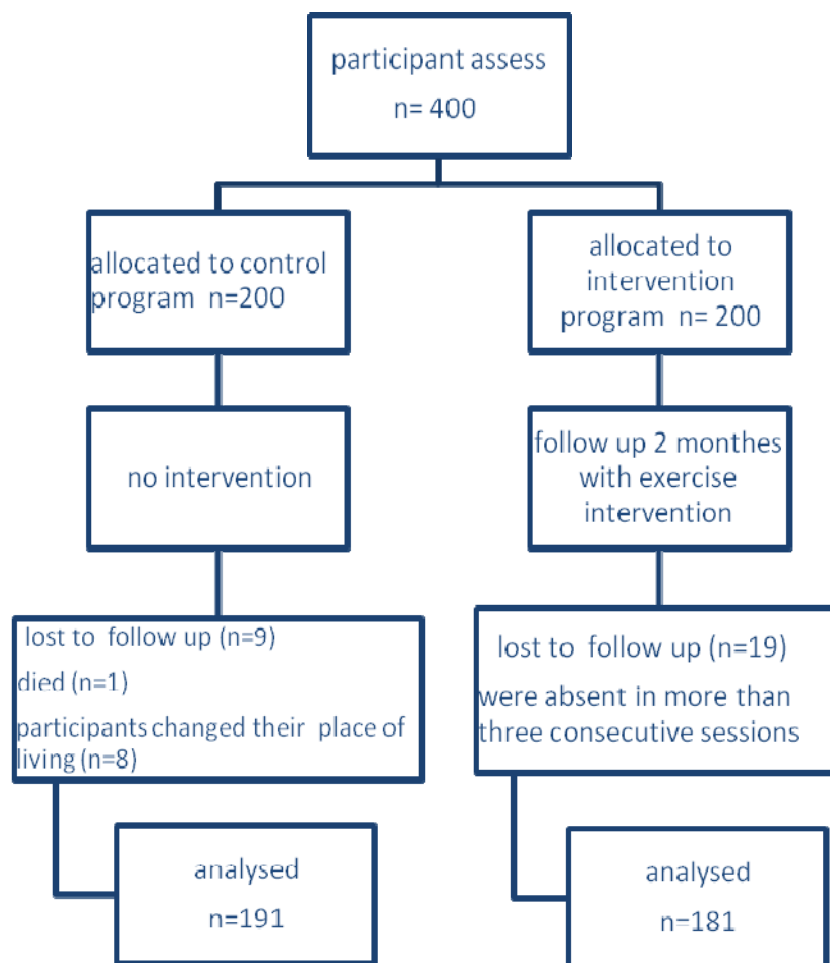 participant assess
n= 400
allocated to control
program n=200
allocated to
intervention
program n= 200
no intervention
follow up 2 monthes
with exercise
intervention
lost to follow up (n=9)
died (n=1)
participants changed their place of
living (n=8)
lost to follow up (n=19)
were absent in more than
three consecutive sessions
analysed
n=191
analysed
n=181